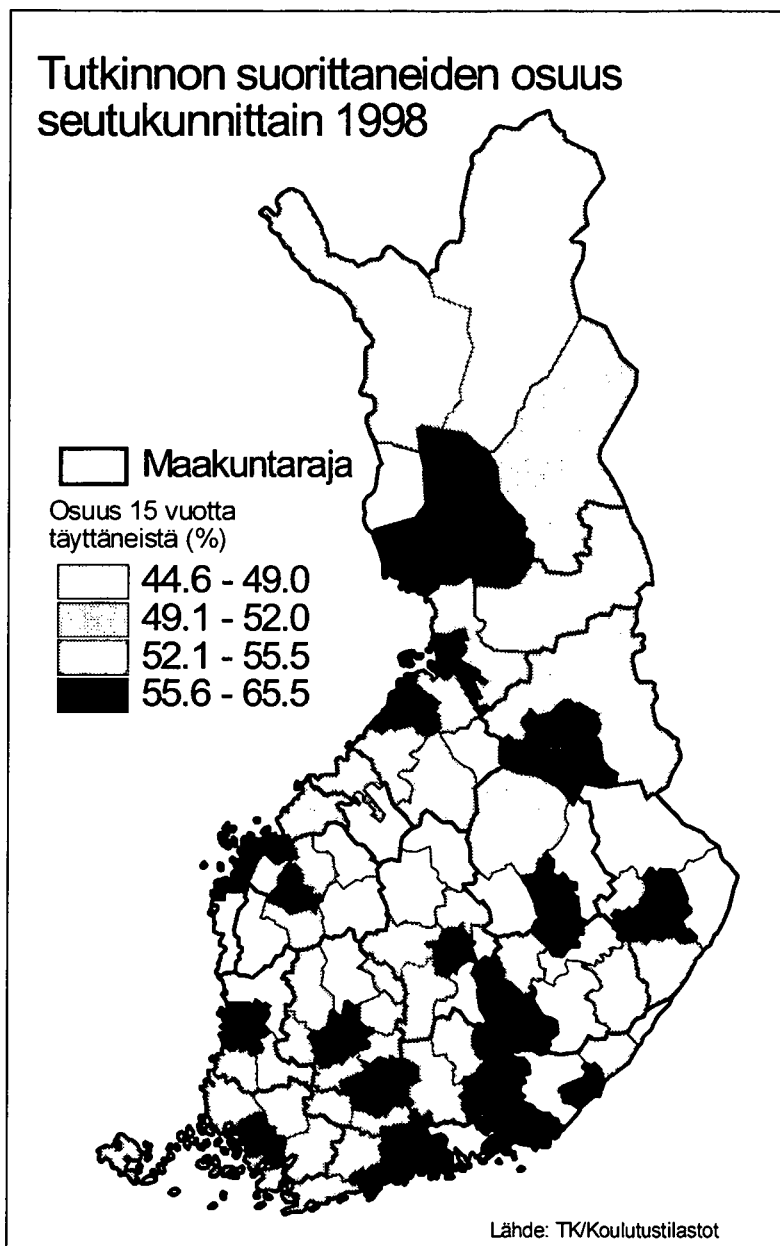 Tutkinnon suorittaneiden osuus
seutukunnittain 1998
Maakuntaraja
Osuus 15 vuotta
täyttäneistä (%)
44.6 - 49.0
49.1 - 52.0
52.1 - 55.5
55.6 - 65.5
Lähde: TK/Koulutustilastot